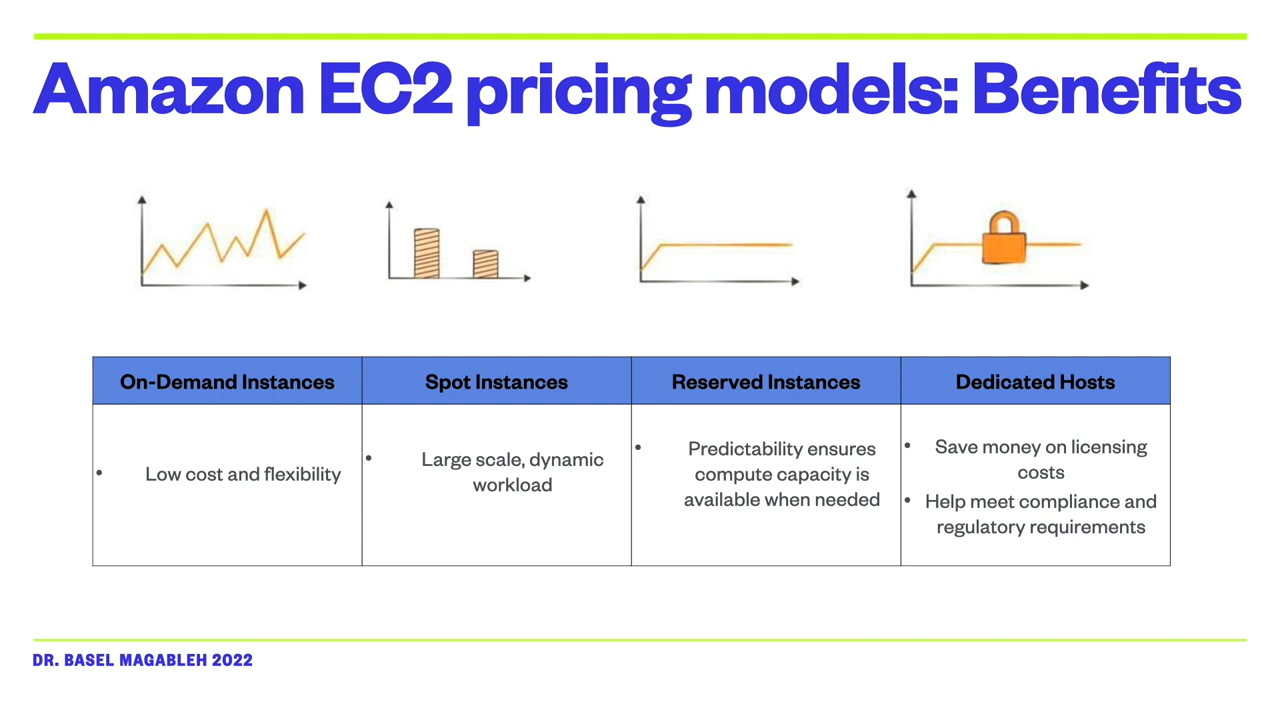 Amazon EC2 pricing models: Benefits
On-Demand Instances
Spot Instances
Reserved Instances
Dedicated Hosts
• Low cost and flexibility
• Large scale, dynamic
workload
• Predictability ensures
compute capacity is
available when needed
• Save money on licensing
costs
• Help meet compliance and
regulatory requirements
DR. BASEL MAGABLEH 2022